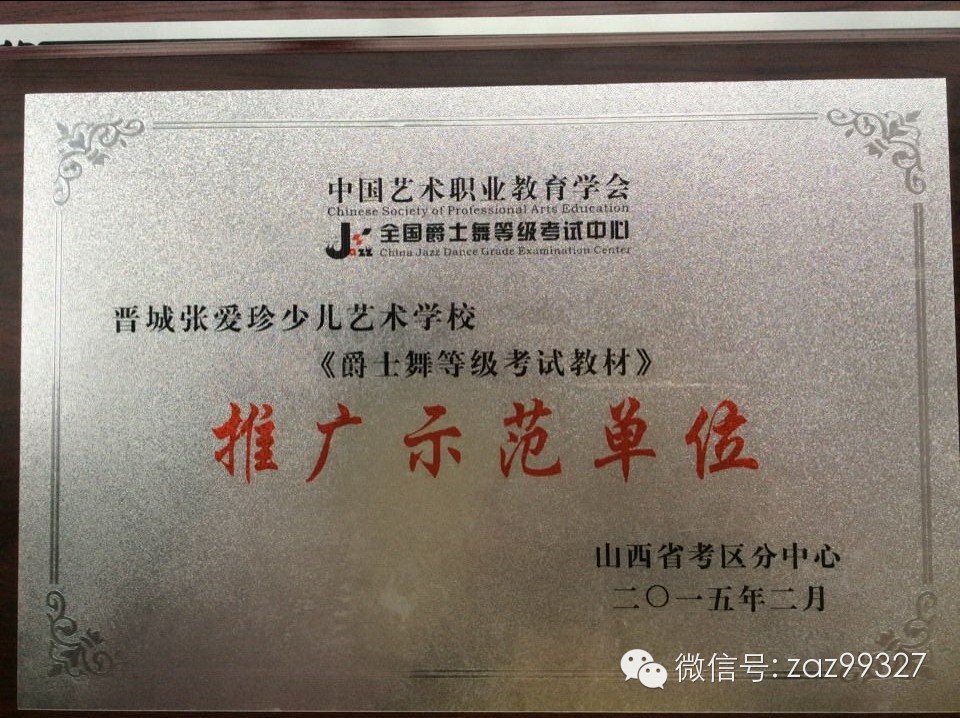 中国艺术职业教育学会
Chinese Society of Professional Arts Education
Jazz 全国爵士舞等级考试中心
China Jazz Dance Grade Examination Center
晋城张爱珍少儿艺术学校
《爵士舞等级考试教材》
推广示范单位
山西省考区分中心
二〇一五年二月
微信号: zaz99327